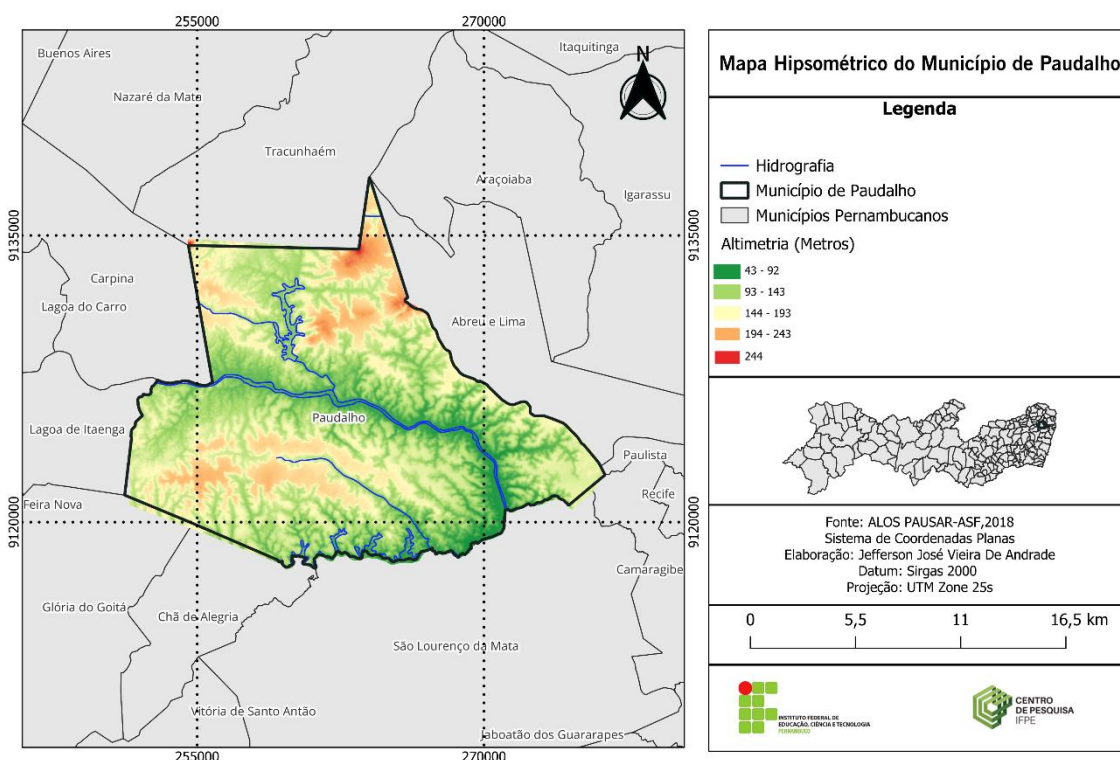 255000
270000
Buenos Aires
Itaquitinga
N
Nazaré da Mata
Tracunhaém
Araçoiaba
Igarassu
9135000
9135000
Carpina
Lagoa do Carro
Abreu e Lima
Paudalho
Lagoa de Itaenga
Paulista
Recife
Feira Nova
9120000
9120000
Camaragibe
Glória do Goitá
Chã de Alegria
São Lourenço da Mata
Vitória de Santo Antão
Jaboatão dos Guararapes
255000
270000
Mapa Hipsométrico do Município de Paudalho
Legenda
Hidrografia
Município de Paudalho
Municípios Pernambucanos
Altimetria (Metros)
43 - 92
93 - 143
144 - 193
194 - 243
244
Fonte: ALOS PAUSAR-ASF,2018
Sistema de Coordenadas Planas
Elaboração: Jefferson José Vieira De Andrade
Datum: Sirgas 2000
Projeção: UTM Zone 25s
0 5,5 11 16,5 km
INSTITUTO FEDERAL DE
EDUCAÇÃO, CIÊNCIA E TECNOLOGIA
PERNAMBUCO
CENTRO
DE PESQUISA
IFPE